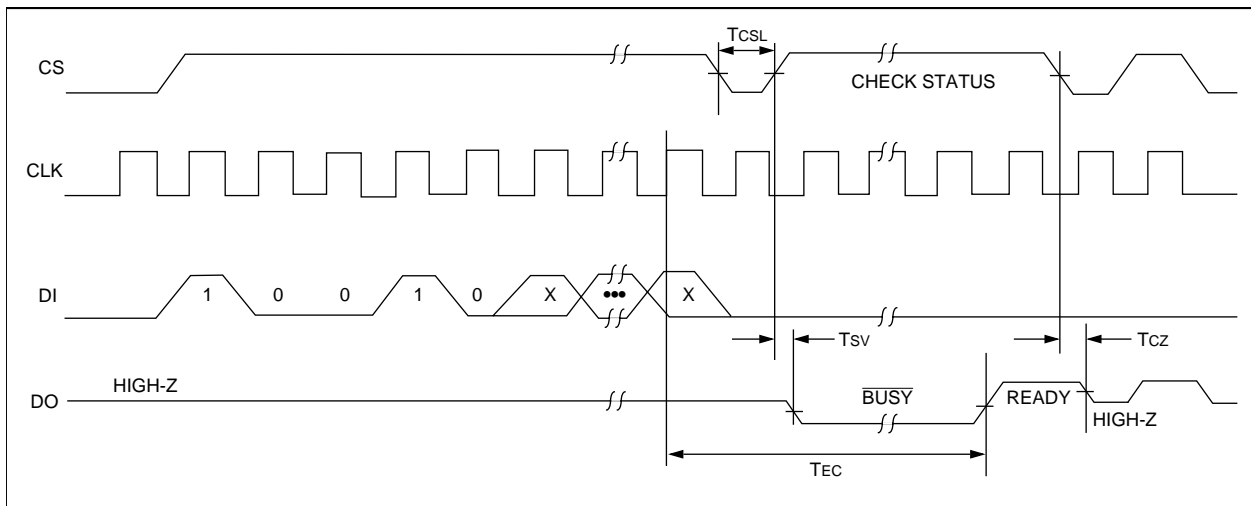 TCSL
CS
CHECK STATUS
CLK
DI
1 0 0 1 0 X ••• X
TSV
TCZ
HIGH-Z
DO
BUSY
READY
HIGH-Z
TEC